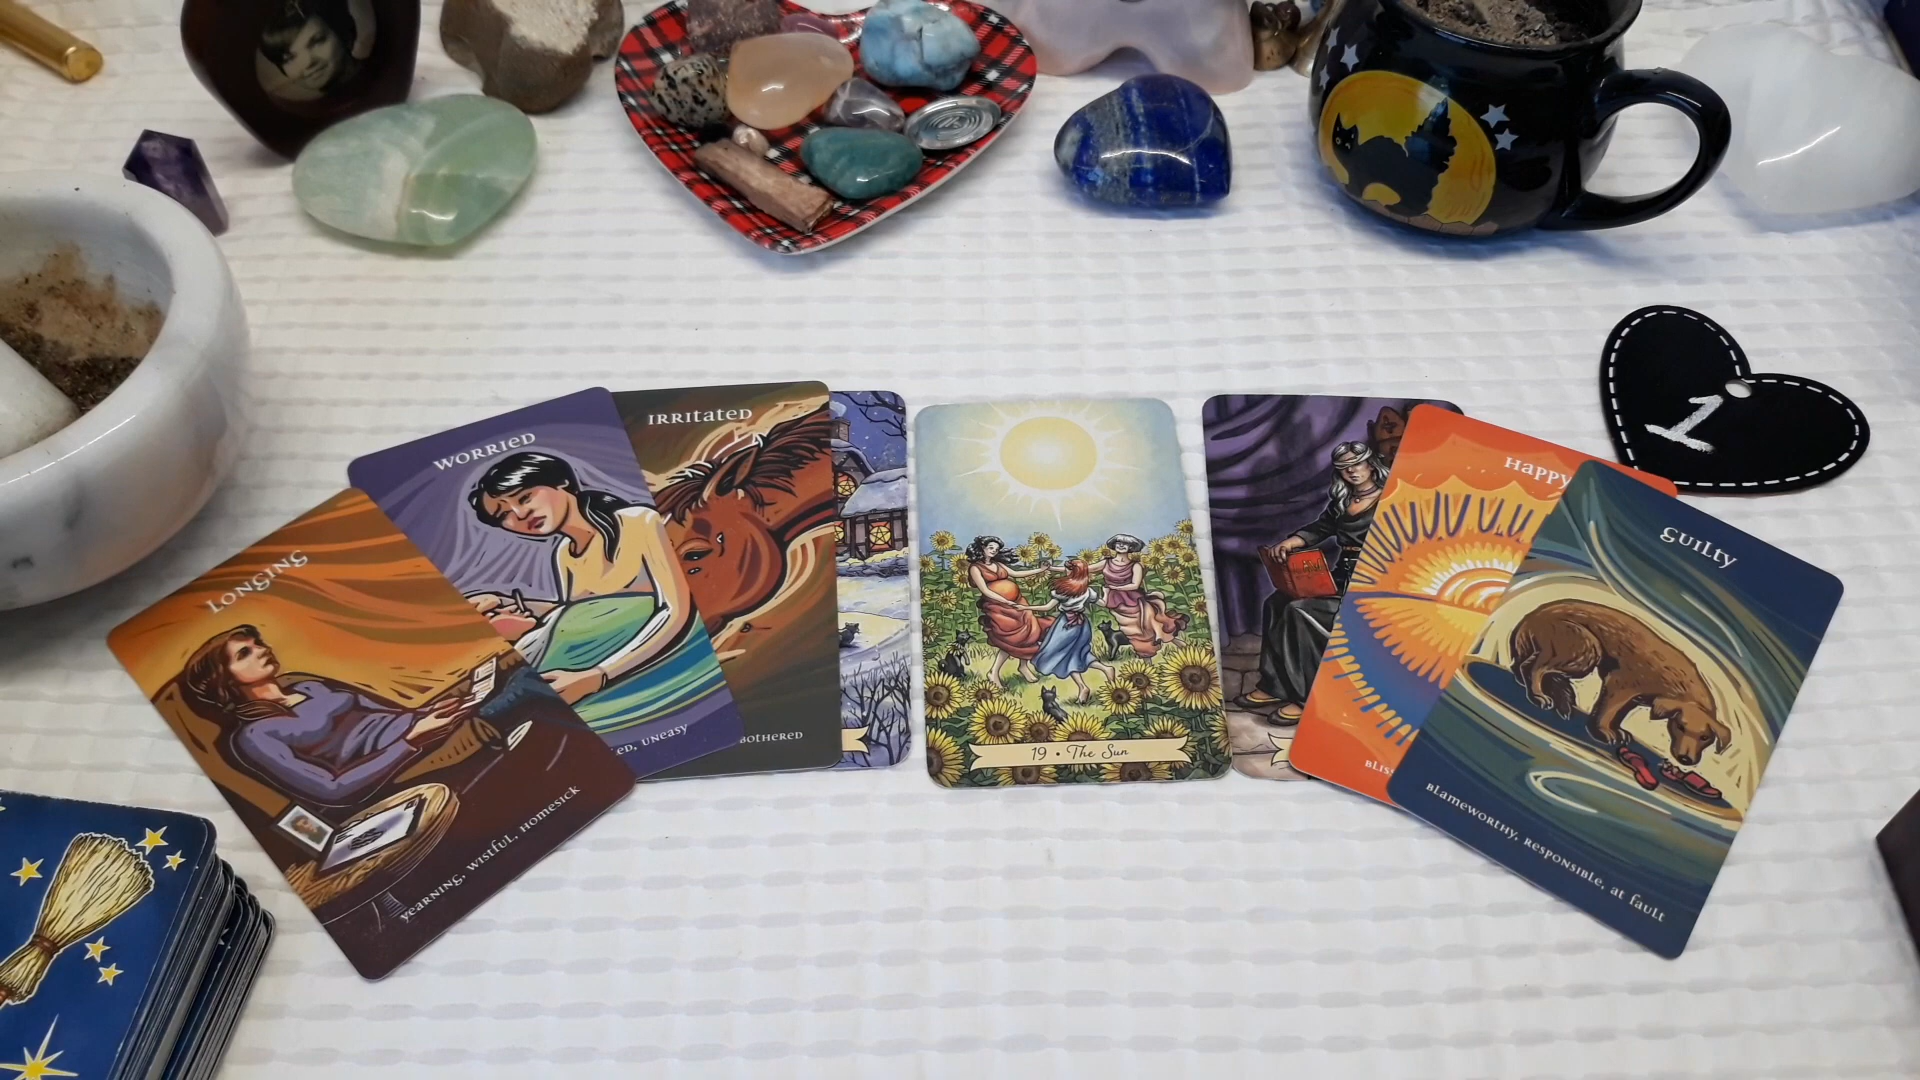 LONGING
yearning, wistful, homesick
WORRIED
ED, uneasy
IRRITATED
BOTHERED
19 • The Sun
HAPPY
BLISS
GUILTY
BLAMEWORTHY, RESPONSIBLE, at fault
1